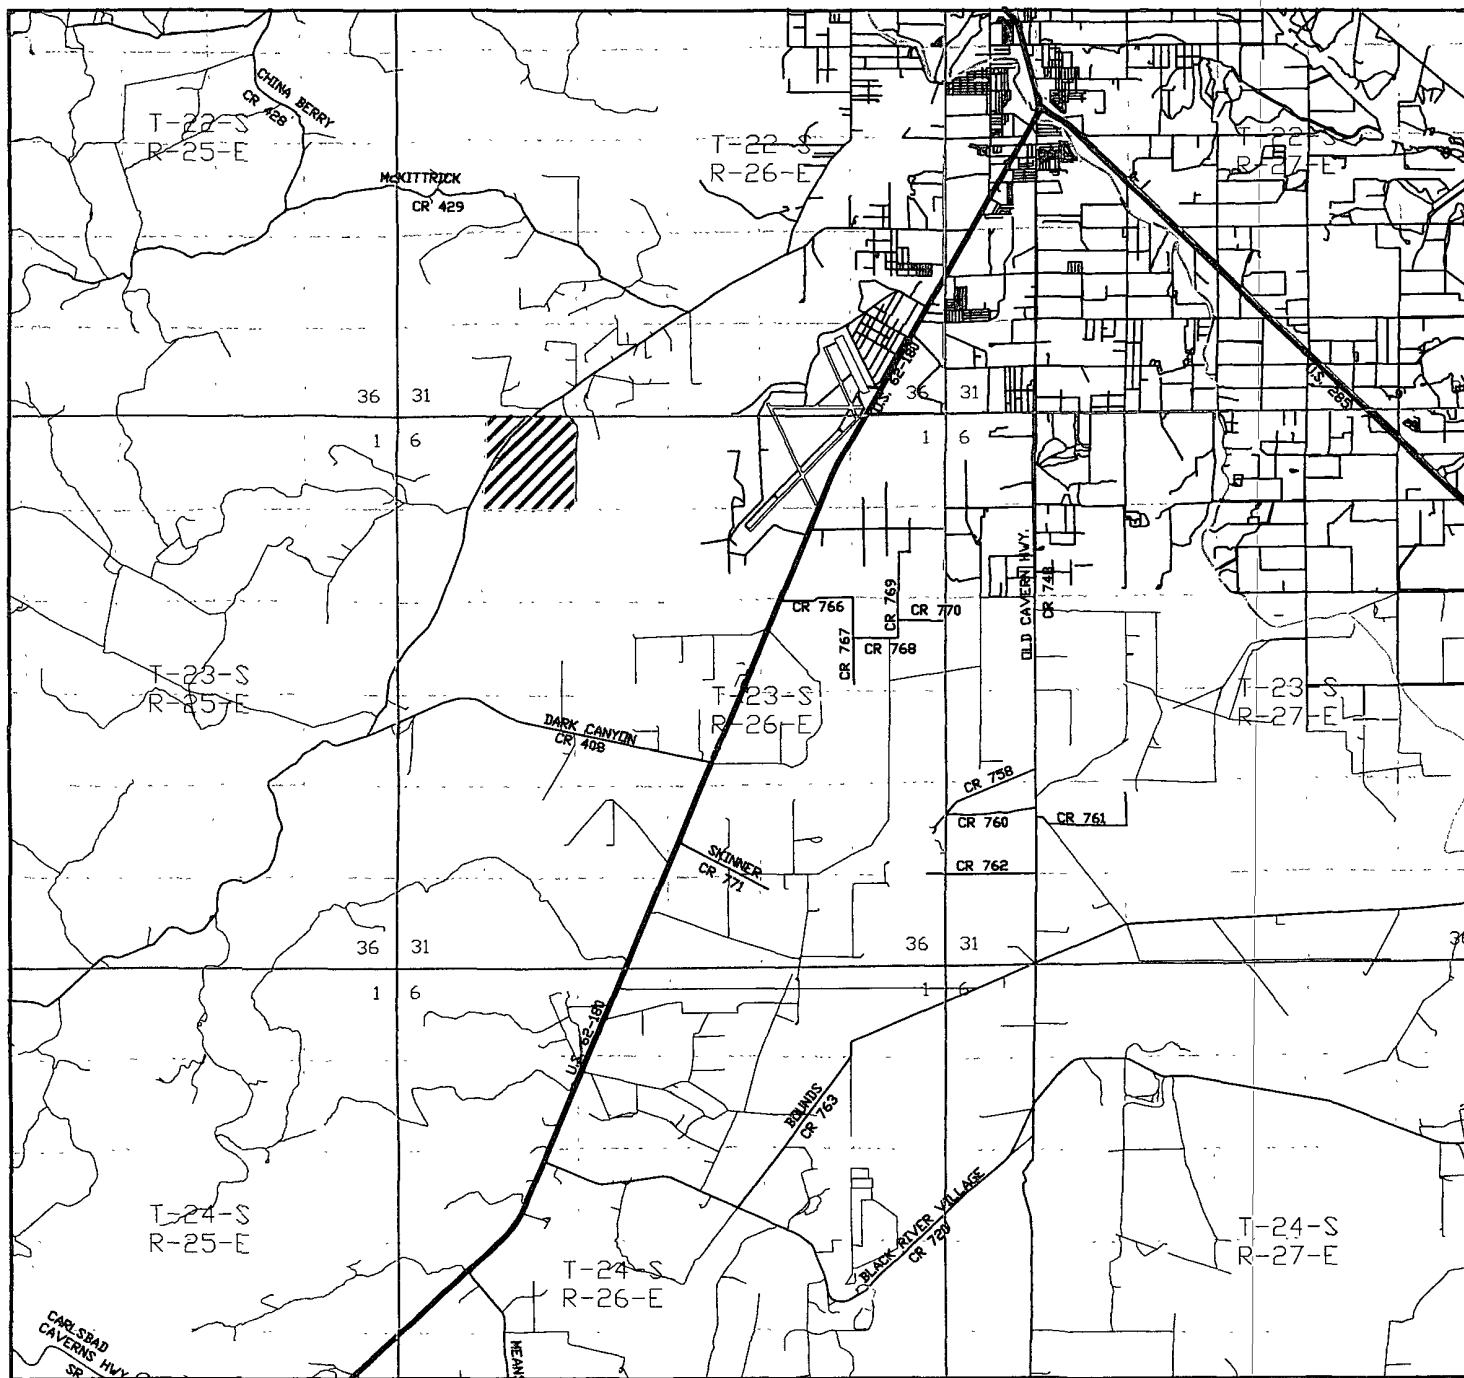 CHINA BERRY
CR 428
T-22-S
R-25-E
T-22-S
R-26-E
T-22-S
R-27-E
McKITTRICK
CR 429
U.S. 62-180
U.S. 285
36 31
1 6
36 31
1 6
OLD CAVERN HWY.
CR 748
CR 766
CR 769
CR 770
CR 767
CR 768
T-23-S
R-25-E
T-23-S
R-26-E
T-23-S
R-27-E
DARK CANYON
CR 408
CR 758
CR 760
CR 761
SKINNER
CR 771
CR 762
36 31
1 6
36 31
1 6
36
U.S. 62-180
BOUNDS
CR 763
BLACK RIVER VILLAGE
CR 720
T-24-S
R-25-E
T-24-S
R-26-E
T-24-S
R-27-E
CARLSBAD
CAVERNS HWY
SR
MEANS